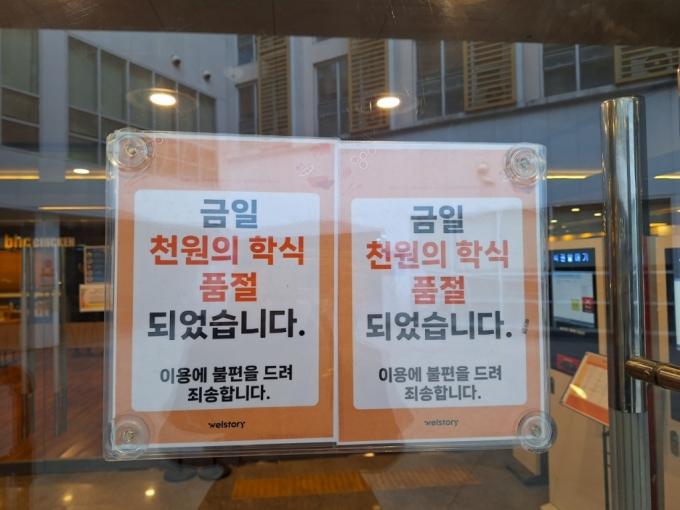 금일
천원의 학식
품절
되었습니다.
이용에 불편을 드려
죄송합니다.
welstory
금일
천원의 학식
품절
되었습니다.
이용에 불편을 드려
죄송합니다.
welstory
bhc CHICKEN